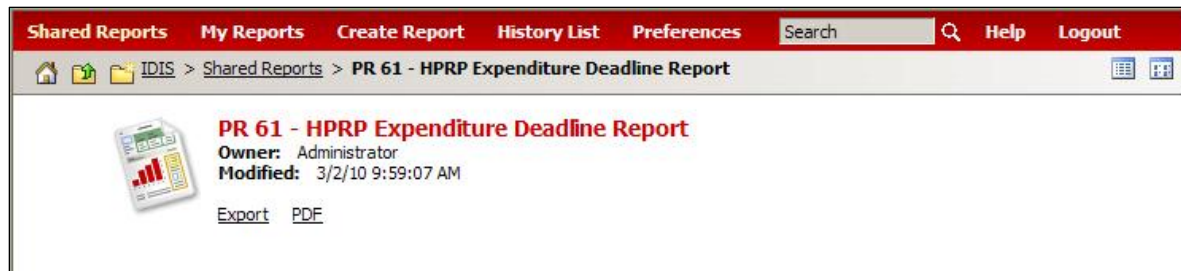 Shared Reports My Reports Create Report History List Preferences Search Help Logout
IDIS > Shared Reports > PR 61 - HPRP Expenditure Deadline Report
PR 61 - HPRP Expenditure Deadline Report
Owner: Administrator
Modified: 3/2/10 9:59:07 AM
Export PDF